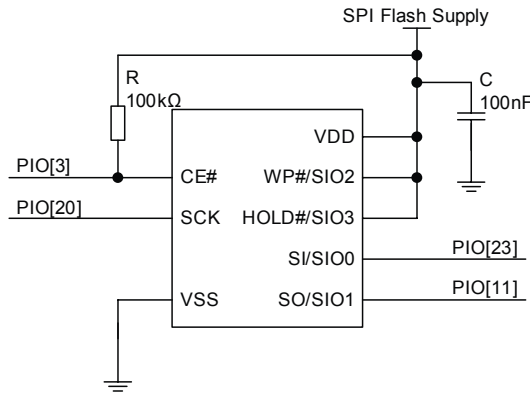 SPI Flash Supply
R
100kΩ
C
100nF
VDD
PIO[3]
CE#
WP#/SIO2
PIO[20]
SCK
HOLD#/SIO3
SI/SIO0
PIO[23]
VSS
SO/SIO1
PIO[11]